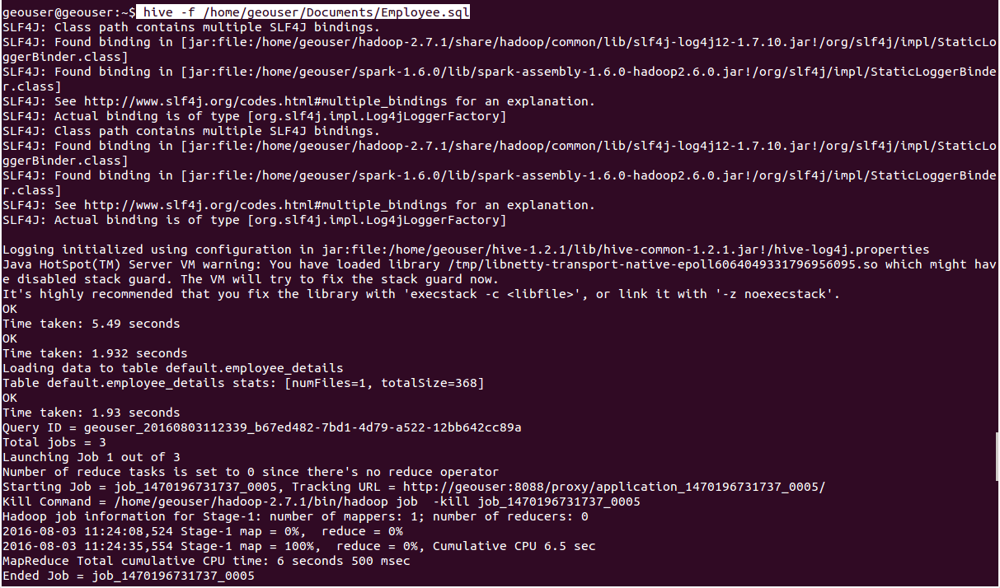 geouser@geouser:~$ hive -f /home/geouser/Documents/Employee.sql
SLF4J: Class path contains multiple SLF4J bindings.
SLF4J: Found binding in [jar:file:/home/geouser/hadoop-2.7.1/share/hadoop/common/lib/slf4j-log4j12-1.7.10.jar!/org/slf4j/impl/StaticLo
ggerBinder.class]
SLF4J: Found binding in [jar:file:/home/geouser/spark-1.6.0/lib/spark-assembly-1.6.0-hadoop2.6.0.jar!/org/slf4j/impl/StaticLoggerBinde
r.class]
SLF4J: See http://www.slf4j.org/codes.html#multiple_bindings for an explanation.
SLF4J: Actual binding is of type [org.slf4j.impl.Log4jLoggerFactory]
SLF4J: Class path contains multiple SLF4J bindings.
SLF4J: Found binding in [jar:file:/home/geouser/hadoop-2.7.1/share/hadoop/common/lib/slf4j-log4j12-1.7.10.jar!/org/slf4j/impl/StaticLo
ggerBinder.class]
SLF4J: Found binding in [jar:file:/home/geouser/spark-1.6.0/lib/spark-assembly-1.6.0-hadoop2.6.0.jar!/org/slf4j/impl/StaticLoggerBinde
r.class]
SLF4J: See http://www.slf4j.org/codes.html#multiple_bindings for an explanation.
SLF4J: Actual binding is of type [org.slf4j.impl.Log4jLoggerFactory]

Logging initialized using configuration in jar:file:/home/geouser/hive-1.2.1/lib/hive-common-1.2.1.jar!/hive-log4j.properties
Java HotSpot(TM) Server VM warning: You have loaded library /tmp/libnetty-transport-native-epoll6064049331796956095.so which might hav
e disabled stack guard. The VM will try to fix the stack guard now.
It's highly recommended that you fix the library with 'execstack -c <libfile>', or link it with '-z noexecstack'.
OK
Time taken: 5.49 seconds
OK
Time taken: 1.932 seconds
Loading data to table default.employee_details
Table default.employee_details stats: [numFiles=1, totalSize=368]
OK
Time taken: 1.93 seconds
Query ID = geouser_20160803112339_b67ed482-7bd1-4d79-a522-12bb642cc89a
Total jobs = 3
Launching Job 1 out of 3
Number of reduce tasks is set to 0 since there's no reduce operator
Starting Job = job_1470196731737_0005, Tracking URL = http://geouser:8088/proxy/application_1470196731737_0005/
Kill Command = /home/geouser/hadoop-2.7.1/bin/hadoop job  -kill job_1470196731737_0005
Hadoop job information for Stage-1: number of mappers: 1; number of reducers: 0
2016-08-03 11:24:08,524 Stage-1 map = 0%,  reduce = 0%
2016-08-03 11:24:35,554 Stage-1 map = 100%,  reduce = 0%, Cumulative CPU 6.5 sec
MapReduce Total cumulative CPU time: 6 seconds 500 msec
Ended Job = job_1470196731737_0005